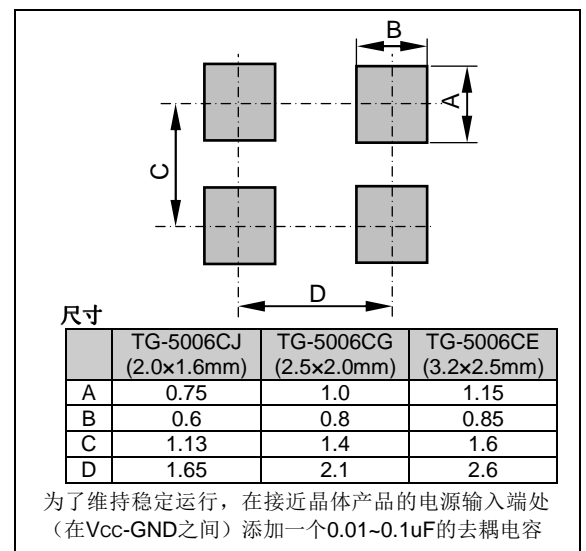 B
A
C
D
尺寸
TG-5006CJ TG-5006CG TG-5006CE
(2.0×1.6mm) (2.5×2.0mm) (3.2×2.5mm)
A 0.75 1.0 1.15
B 0.6 0.8 0.85
C 1.13 1.4 1.6
D 1.65 2.1 2.6
为了维持稳定运行，在接近晶体产品的电源输入端处
（在Vcc-GND之间）添加一个0.01~0.1uF的去耦电容